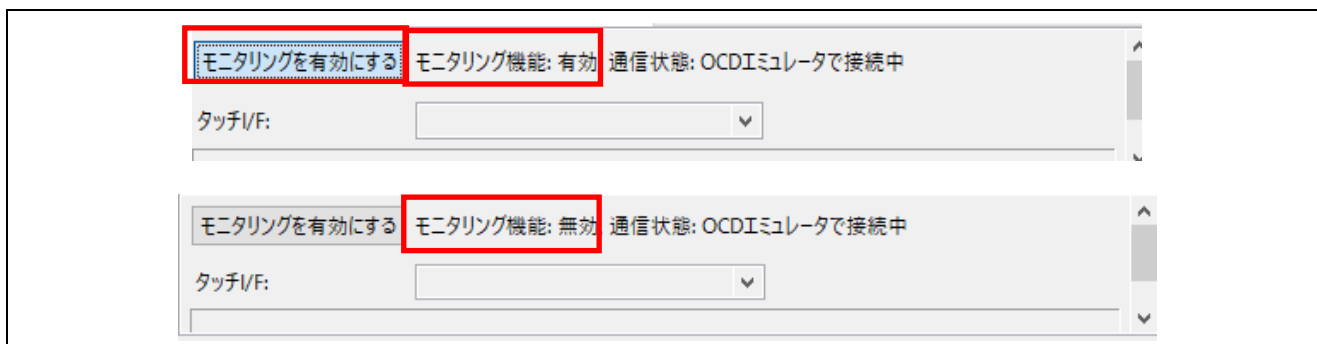 モニタリングを有効にする モニタリング機能: 有効 通信状態: OCDエミュレータで接続中
タッチI/F:
モニタリングを有効にする モニタリング機能: 無効 通信状態: OCDエミュレータで接続中
タッチI/F: